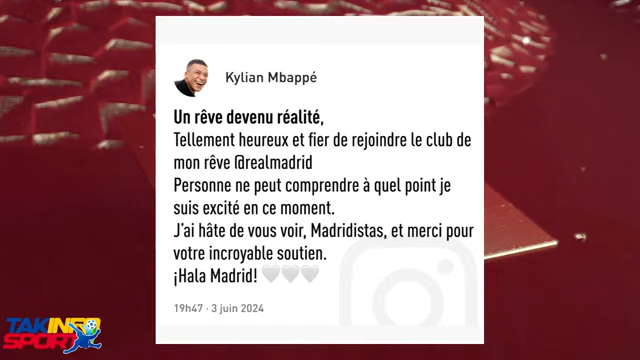 Kylian Mbappé
Un rêve devenu réalité,
Tellement heureux et fier de rejoindre le club de
mon rêve @realmadrid
Personne ne peut comprendre à quel point je
suis excité en ce moment.
J'ai hâte de vous voir, Madridistas, et merci pour
votre incroyable soutien.
¡Hala Madrid! 🤍🤍🤍
19h47 · 3 juin 2024
TAKINFO
SPORT